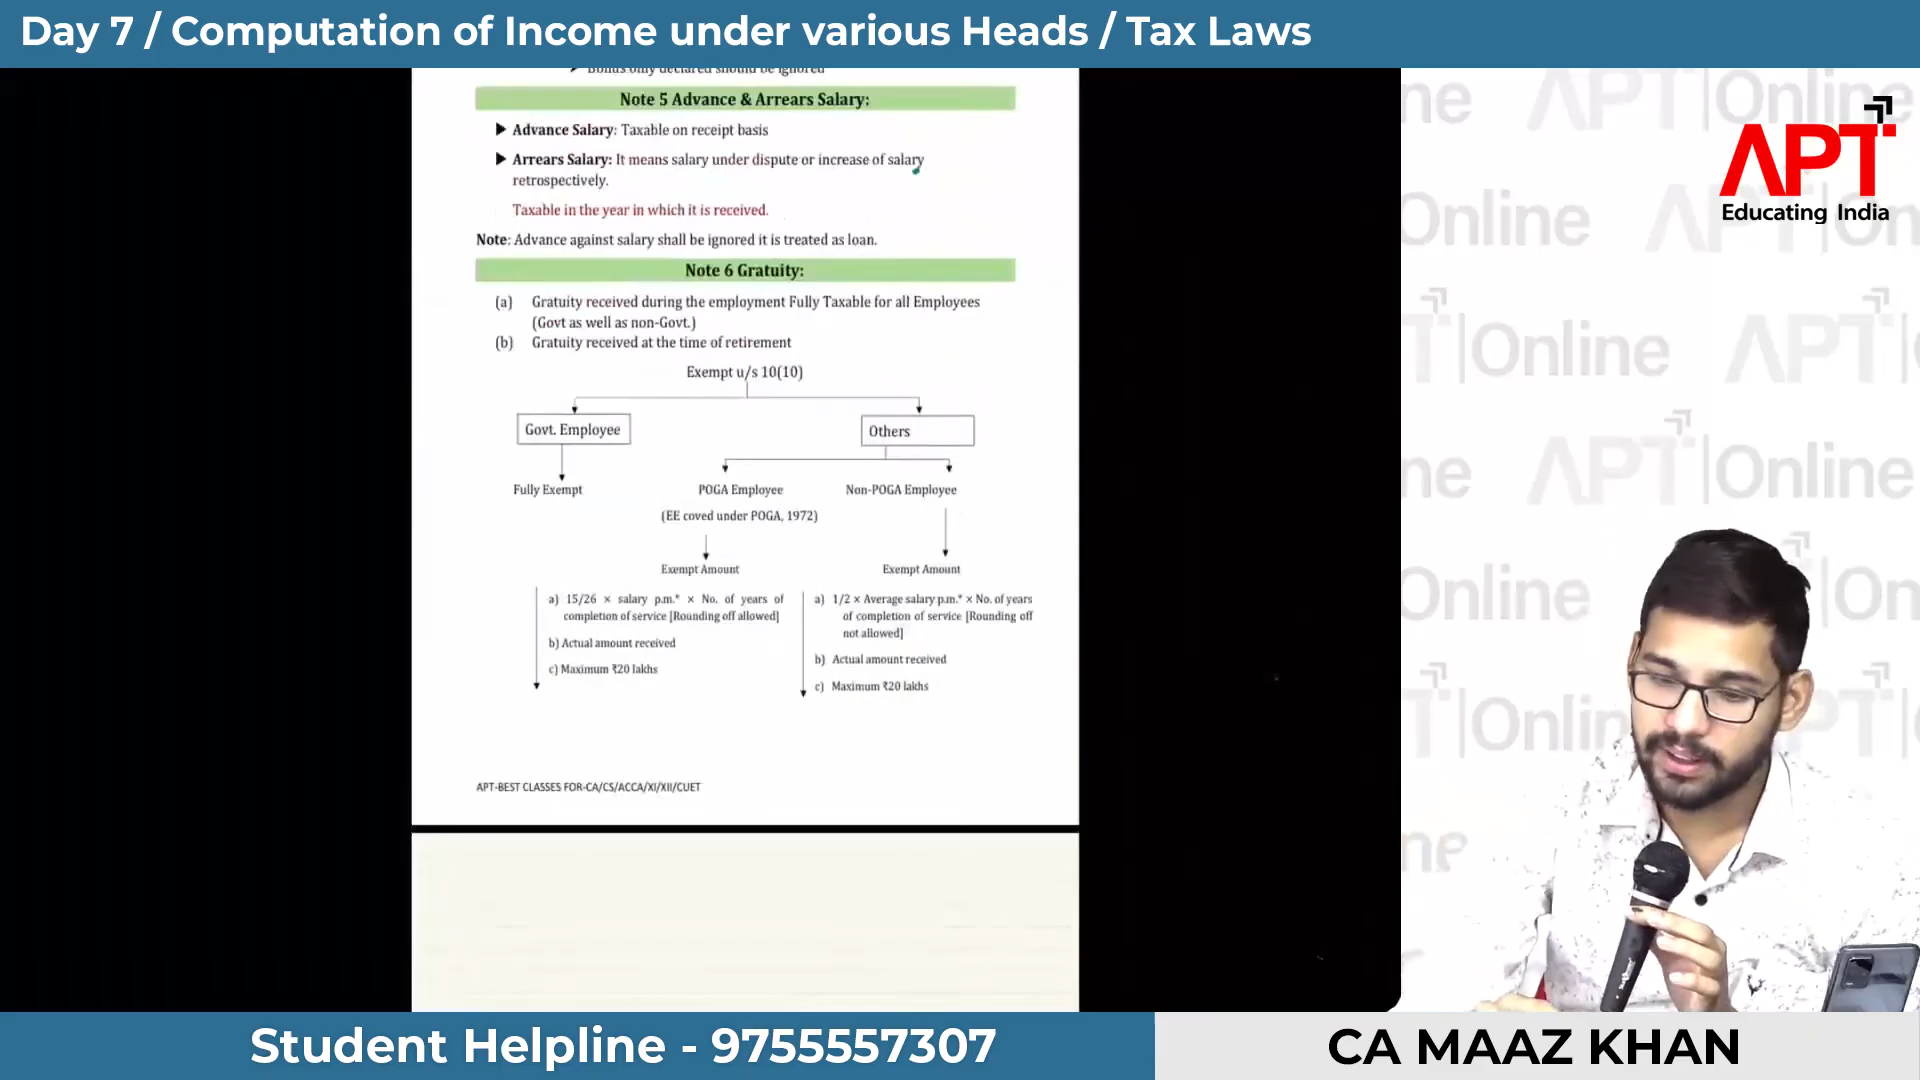 Day 7 / Computation of Income under various Heads / Tax Laws
Bonus only declared should be ignored
Note 5 Advance & Arrears Salary:
Advance Salary: Taxable on receipt basis
Arrears Salary: It means salary under dispute or increase of salary
retrospectively.
Taxable in the year in which it is received.
Note: Advance against salary shall be ignored it is treated as loan.
Note 6 Gratuity:
(a) Gratuity received during the employment Fully Taxable for all Employees
(Govt as well as non-Govt.)
(b) Gratuity received at the time of retirement
Exempt u/s 10(10)
Govt. Employee
Others
Fully Exempt
POGA Employee
Non-POGA Employee
(EE coved under POGA, 1972)
Exempt Amount
Exempt Amount
a) 15/26 × salary p.m.* × No. of years of
completion of service [Rounding off allowed]
b) Actual amount received
c) Maximum ₹20 lakhs
a) 1/2 × Average salary p.m.* × No. of years
of completion of service [Rounding off
not allowed]
b) Actual amount received
c) Maximum ₹20 lakhs
APT-BEST CLASSES FOR-CA/CS/ACCA/XI/XII/CUET
APT
Educating India
APT|Online
Student Helpline - 9755557307
CA MAAZ KHAN